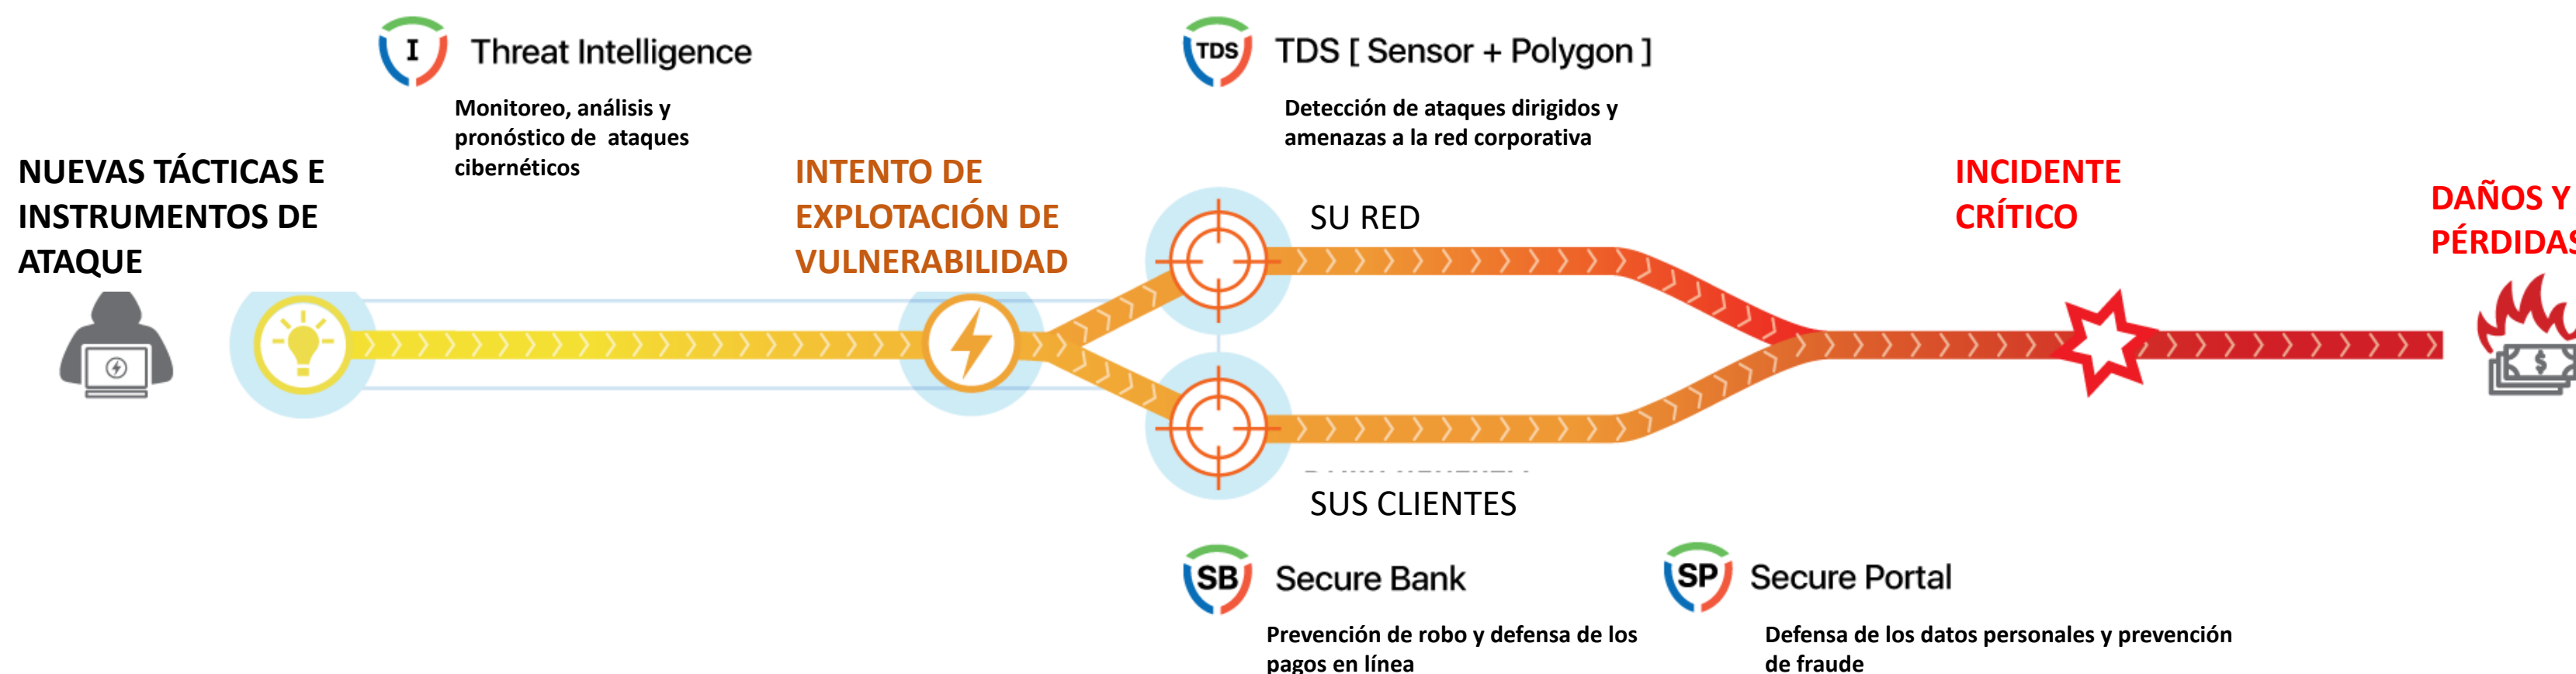 I
Threat Intelligence
Monitoreo, análisis y
pronóstico de ataques
cibernéticos
TDS
TDS [ Sensor + Polygon ]
Detección de ataques dirigidos y
amenazas a la red corporativa
NUEVAS TÁCTICAS E
INSTRUMENTOS DE
ATAQUE
INTENTO DE
EXPLOTACIÓN DE
VULNERABILIDAD
SU RED
INCIDENTE
CRÍTICO
DAÑOS Y
PÉRDIDAS
$
SUS CLIENTES
SB
Secure Bank
Prevención de robo y defensa de los
pagos en línea
SP
Secure Portal
Defensa de los datos personales y prevención
de fraude